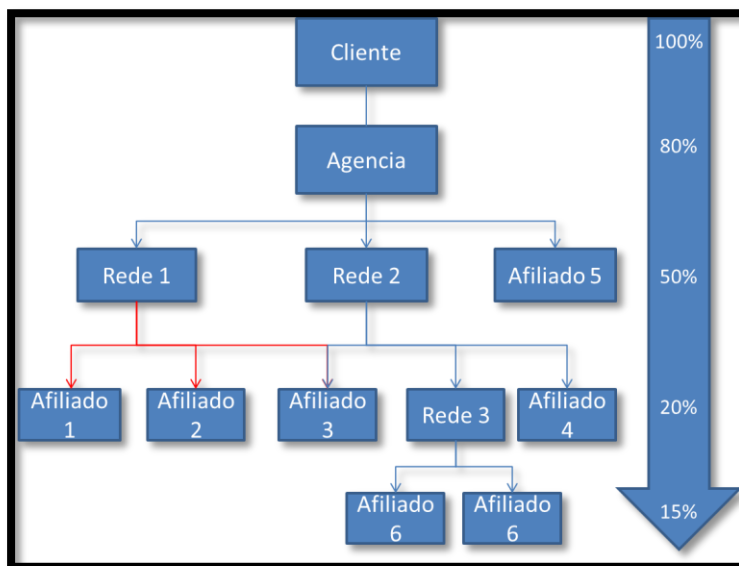 Cliente
100%
Agencia
80%
Rede 1
Rede 2
Afiliado 5
50%
Afiliado
1
Afiliado
2
Afiliado
3
Rede 3
Afiliado
4
20%
Afiliado
6
Afiliado
6
15%